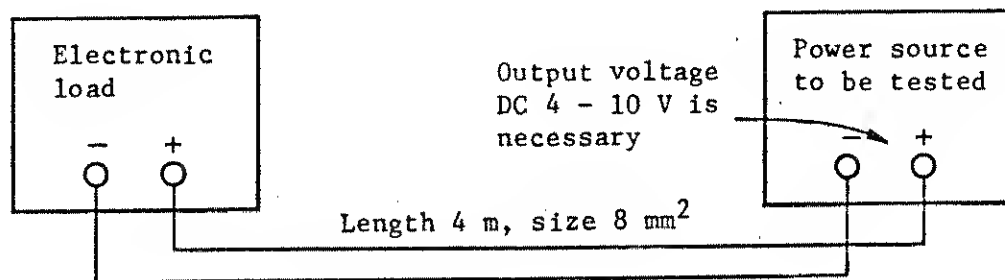 Electronic
load
- +
Output voltage
DC 4 - 10 V is
necessary
Power source
to be tested
- +
Length 4 m, size 8 mm²